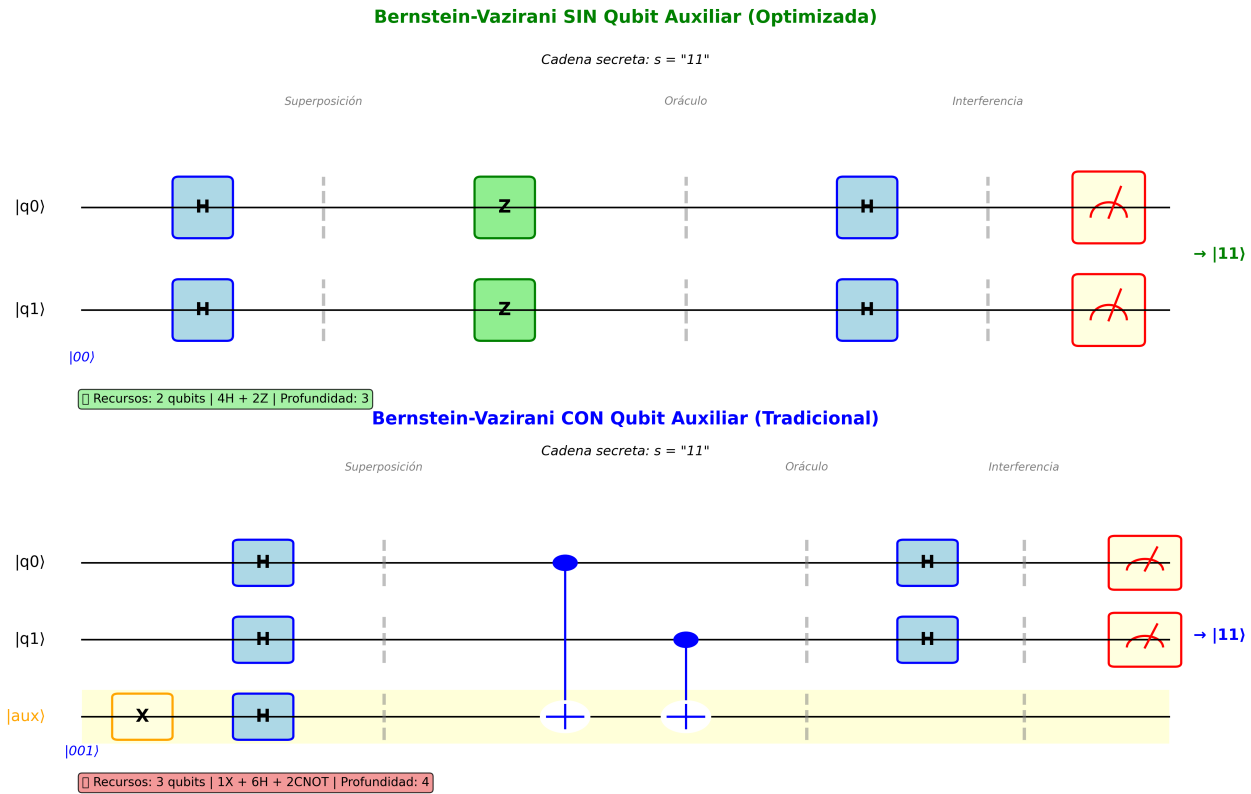 Bernstein-Vazirani SIN Qubit Auxiliar (Optimizada)
Cadena secreta: s = "11"
Superposición Oráculo Interferencia
|q0⟩ H Z H
→ |11⟩
|q1⟩ H Z H
|00⟩
Recursos: 2 qubits | 4H + 2Z | Profundidad: 3
Bernstein-Vazirani CON Qubit Auxiliar (Tradicional)
Cadena secreta: s = "11"
Superposición Oráculo Interferencia
|q0⟩ H H
|q1⟩ H H → |11⟩
|aux⟩ X H
|001⟩
Recursos: 3 qubits | 1X + 6H + 2CNOT | Profundidad: 4